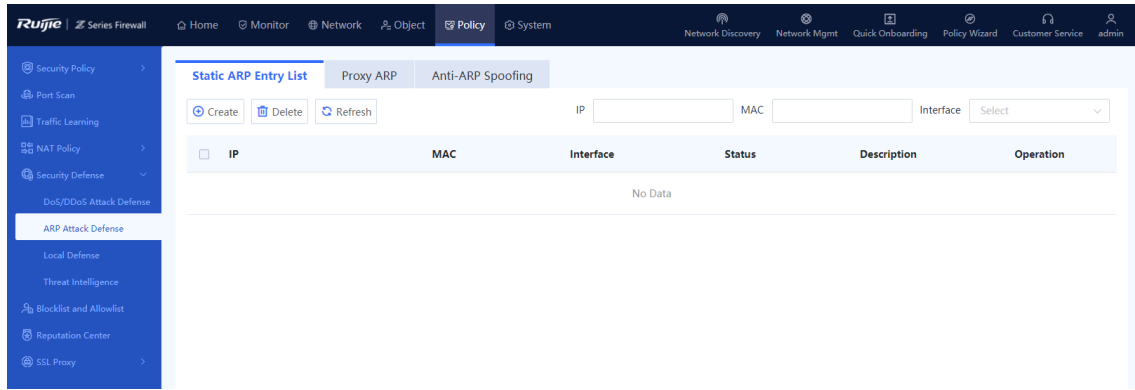 Ruijie | Z Series Firewall Home Monitor Network Object Policy System Network Discovery Network Mgmt Quick Onboarding Policy Wizard Customer Service admin
Security Policy
Port Scan
Traffic Learning
NAT Policy
Security Defense
DoS/DDoS Attack Defense
ARP Attack Defense
Local Defense
Threat Intelligence
Blocklist and Allowlist
Reputation Center
SSL Proxy
Static ARP Entry List Proxy ARP Anti-ARP Spoofing
Create Delete Refresh IP MAC Interface Select
IP MAC Interface Status Description Operation
No Data